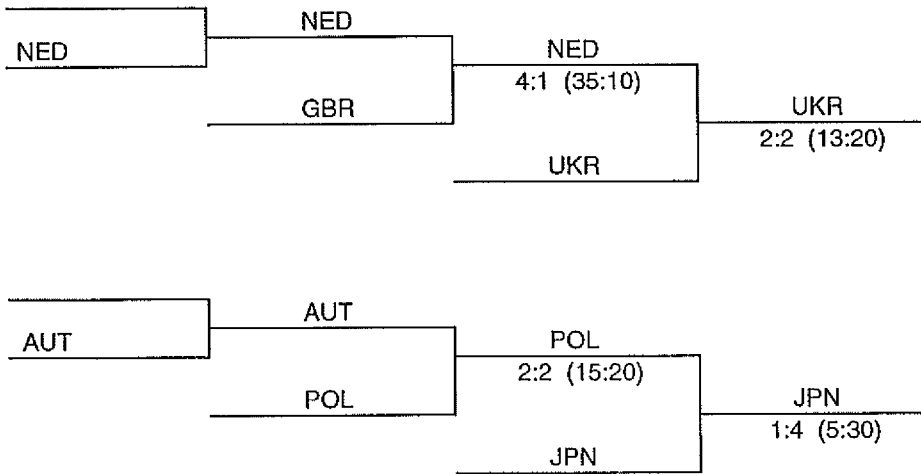 NED
NED
NED
4:1 (35:10)
GBR
UKR
2:2 (13:20)
UKR
AUT
AUT
POL
2:2 (15:20)
POL
JPN
1:4 (5:30)
JPN